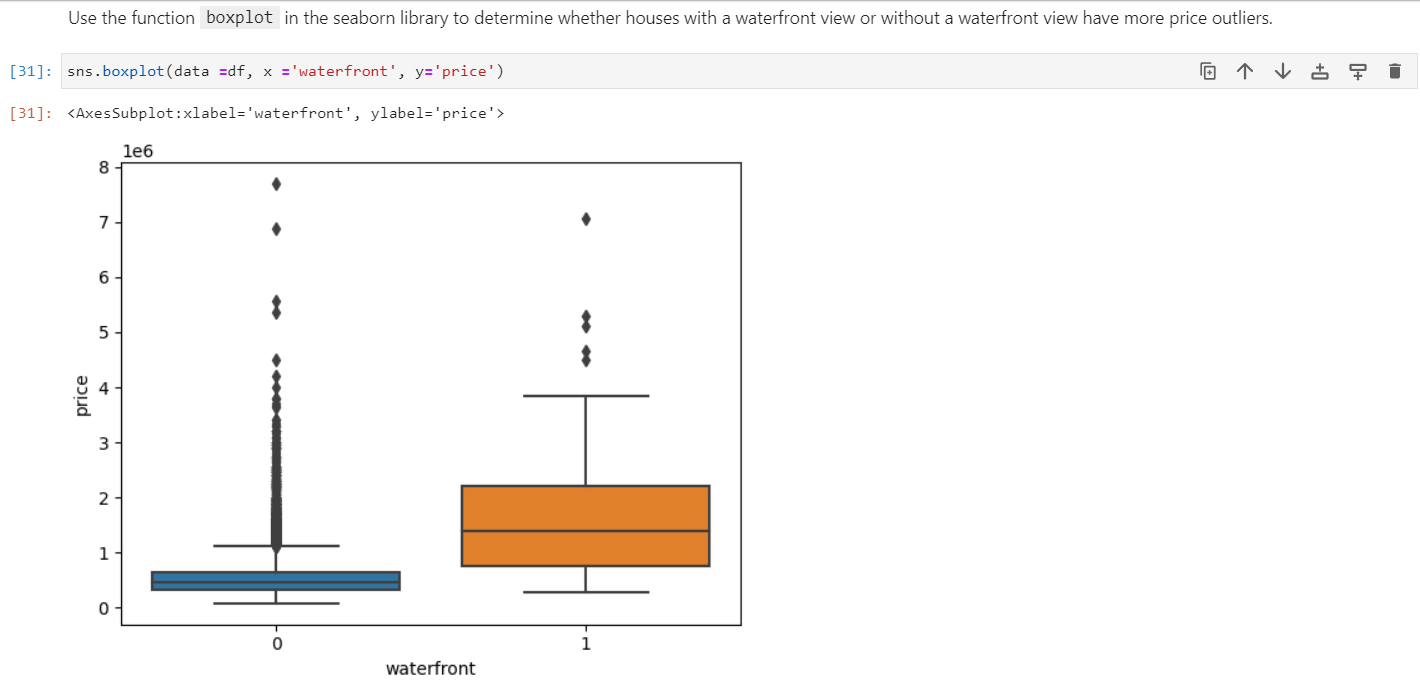 Use the function boxplot in the seaborn library to determine whether houses with a waterfront view or without a waterfront view have more price outliers.
[31]: sns.boxplot(data =df, x ='waterfront', y='price')
[31]: <AxesSubplot:xlabel='waterfront', ylabel='price'>
1e6
8
7
6
5
4
3
2
1
0
price
0 1
waterfront